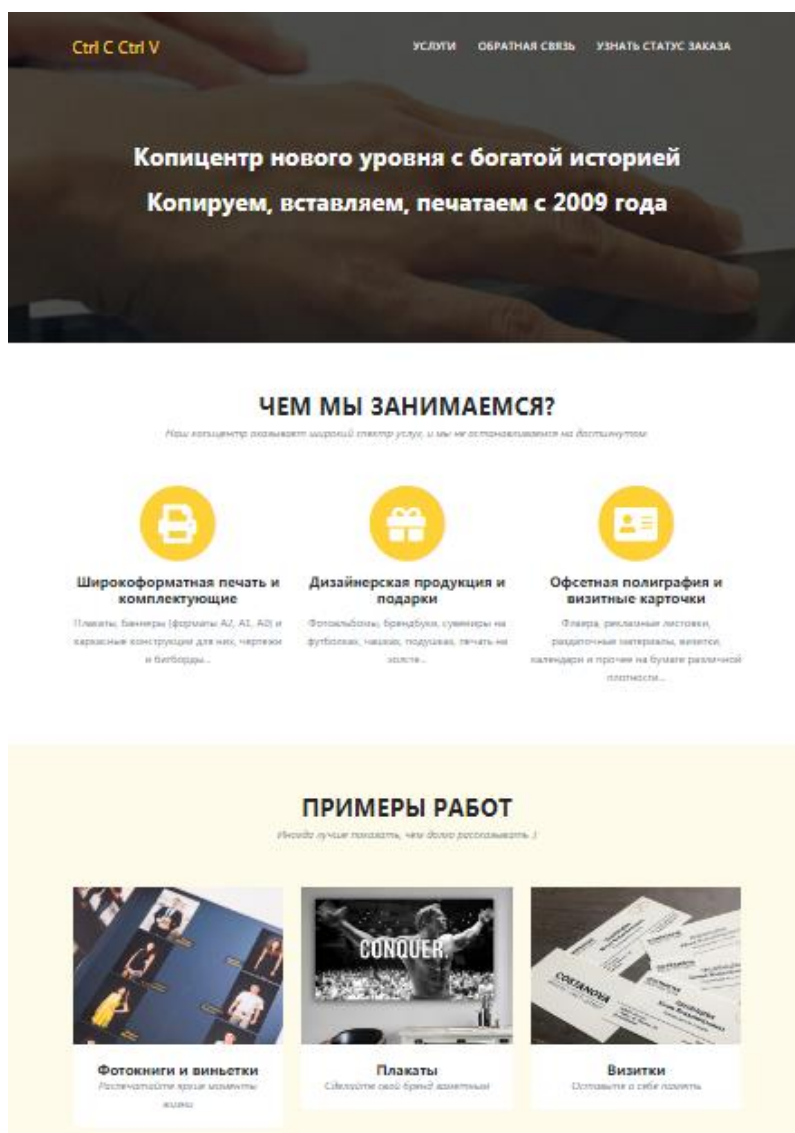 Ctrl C Ctrl V
УСЛУГИ ОБРАТНАЯ СВЯЗЬ УЗНАТЬ СТАТУС ЗАКАЗА
Копицентр нового уровня с богатой историей
Копируем, вставляем, печатаем с 2009 года
ЧЕМ МЫ ЗАНИМАЕМСЯ?
Наш копицентр оказывает широкий спектр услуг, и мы не останавливаемся на достигнутом
Широкоформатная печать и
комплектующие
Плакаты, баннеры (форматы А2, А1, А0) и
каркасные конструкции для них, чертежи
и бигборды...
Дизайнерская продукция и
подарки
Фотоальбомы, брендбуки, сувениры на
футболках, чашках, подушках, печать на
холсте...
Офсетная полиграфия и
визитные карточки
Флаера, рекламные листовки,
раздаточные материалы, визитки,
календари и прочее на бумаге различной
плотности...
ПРИМЕРЫ РАБОТ
Иногда лучше показать, чем долго рассказывать :)
CONQUER.
COSTANOVA
Фотокниги и виньетки
Распечатайте яркие моменты
жизни
Плакаты
Сделайте свой бренд заметным
Визитки
Оставьте о себе память